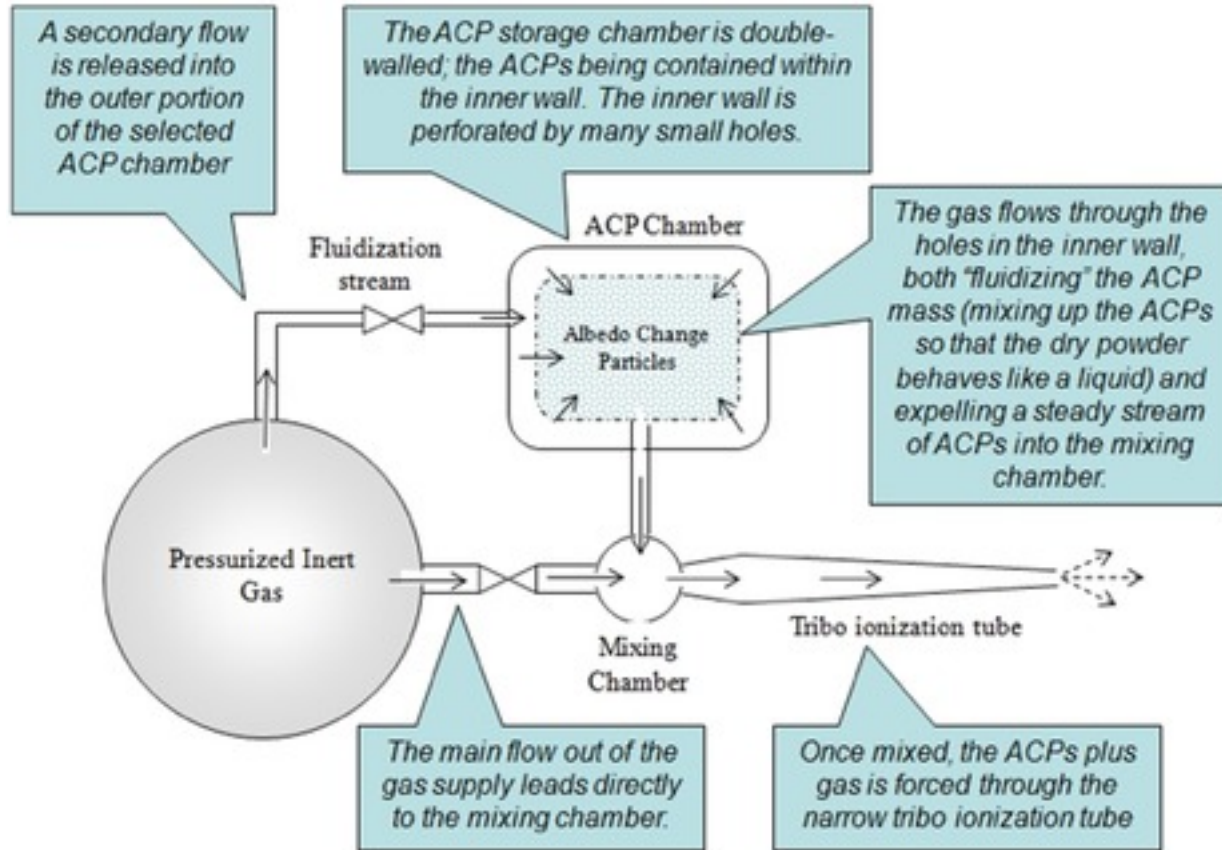 A secondary flow
is released into
the outer portion
of the selected
ACP chamber
The ACP storage chamber is double-
walled; the ACPs being contained within
the inner wall. The inner wall is
perforated by many small holes.
The gas flows through the
holes in the inner wall,
both "fluidizing" the ACP
mass (mixing up the ACPs
so that the dry powder
behaves like a liquid) and
expelling a steady stream
of ACPs into the mixing
chamber.
ACP Chamber
Fluidization
stream
Albedo Change
Particles
Pressurized Inert
Gas
Mixing
Chamber
Tribo ionization tube
The main flow out of the
gas supply leads directly
to the mixing chamber.
Once mixed, the ACPs plus
gas is forced through the
narrow tribo ionization tube